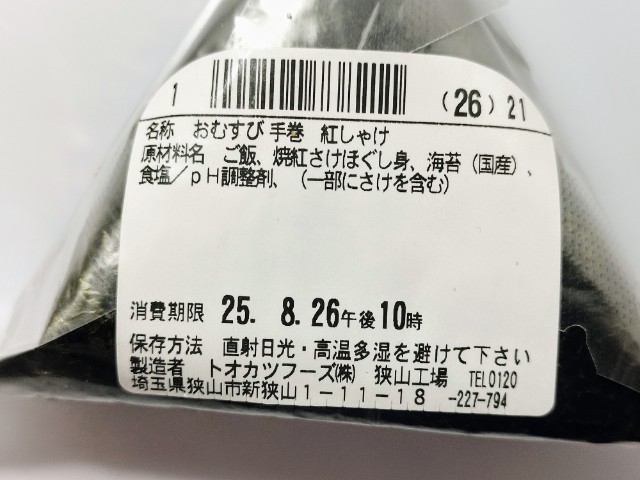 1 (26)21
名称 おむすび 手巻 紅しゃけ
原材料名 ご飯、焼紅さけほぐし身、海苔(国産)、
食塩/pH調整剤、(一部にさけを含む)
消費期限 25. 8.26午後10時
保存方法 直射日光・高温多湿を避けて下さい
製造者 トオカツフーズ(株) 狭山工場 TEL0120
埼玉県狭山市新狭山1-11-18 -227-794